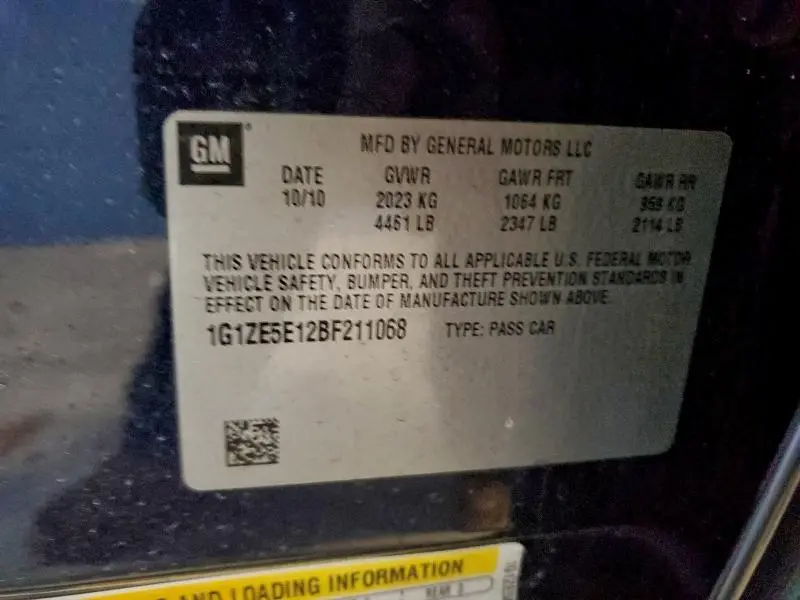 GM
MFD BY GENERAL MOTORS LLC
DATE GVWR GAWR FRT GAWR RR
10/10 2023 KG 1064 KG 959 KG
4461 LB 2347 LB 2114 LB
THIS VEHICLE CONFORMS TO ALL APPLICABLE U.S. FEDERAL MOTOR
VEHICLE SAFETY, BUMPER, AND THEFT PREVENTION STANDARDS IN
EFFECT ON THE DATE OF MANUFACTURE SHOWN ABOVE.
1G1ZE5E12BF211068 TYPE: PASS CAR
AND LOADING INFORMATION
REAR